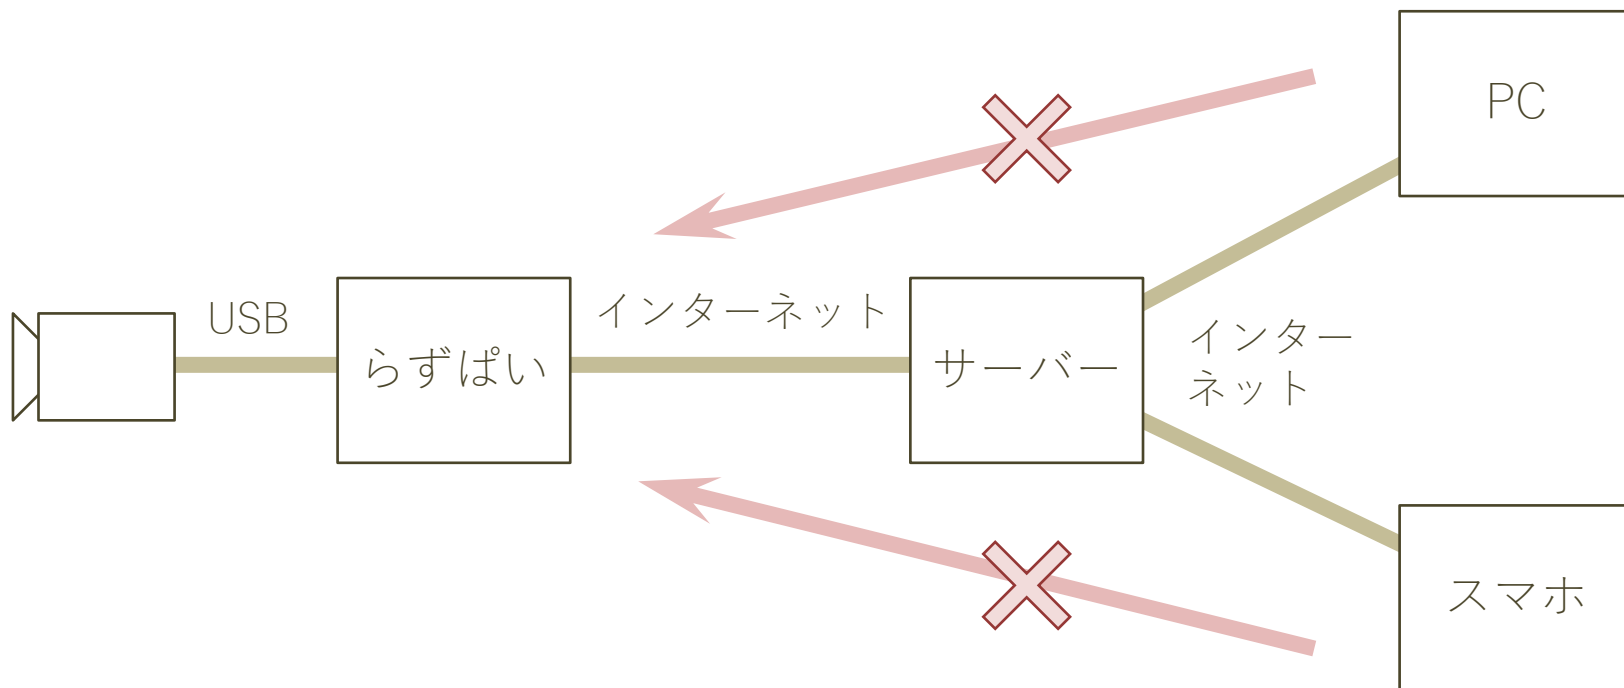 PC
USB
インターネット
らずぱい
サーバー
インター
ネット
スマホ